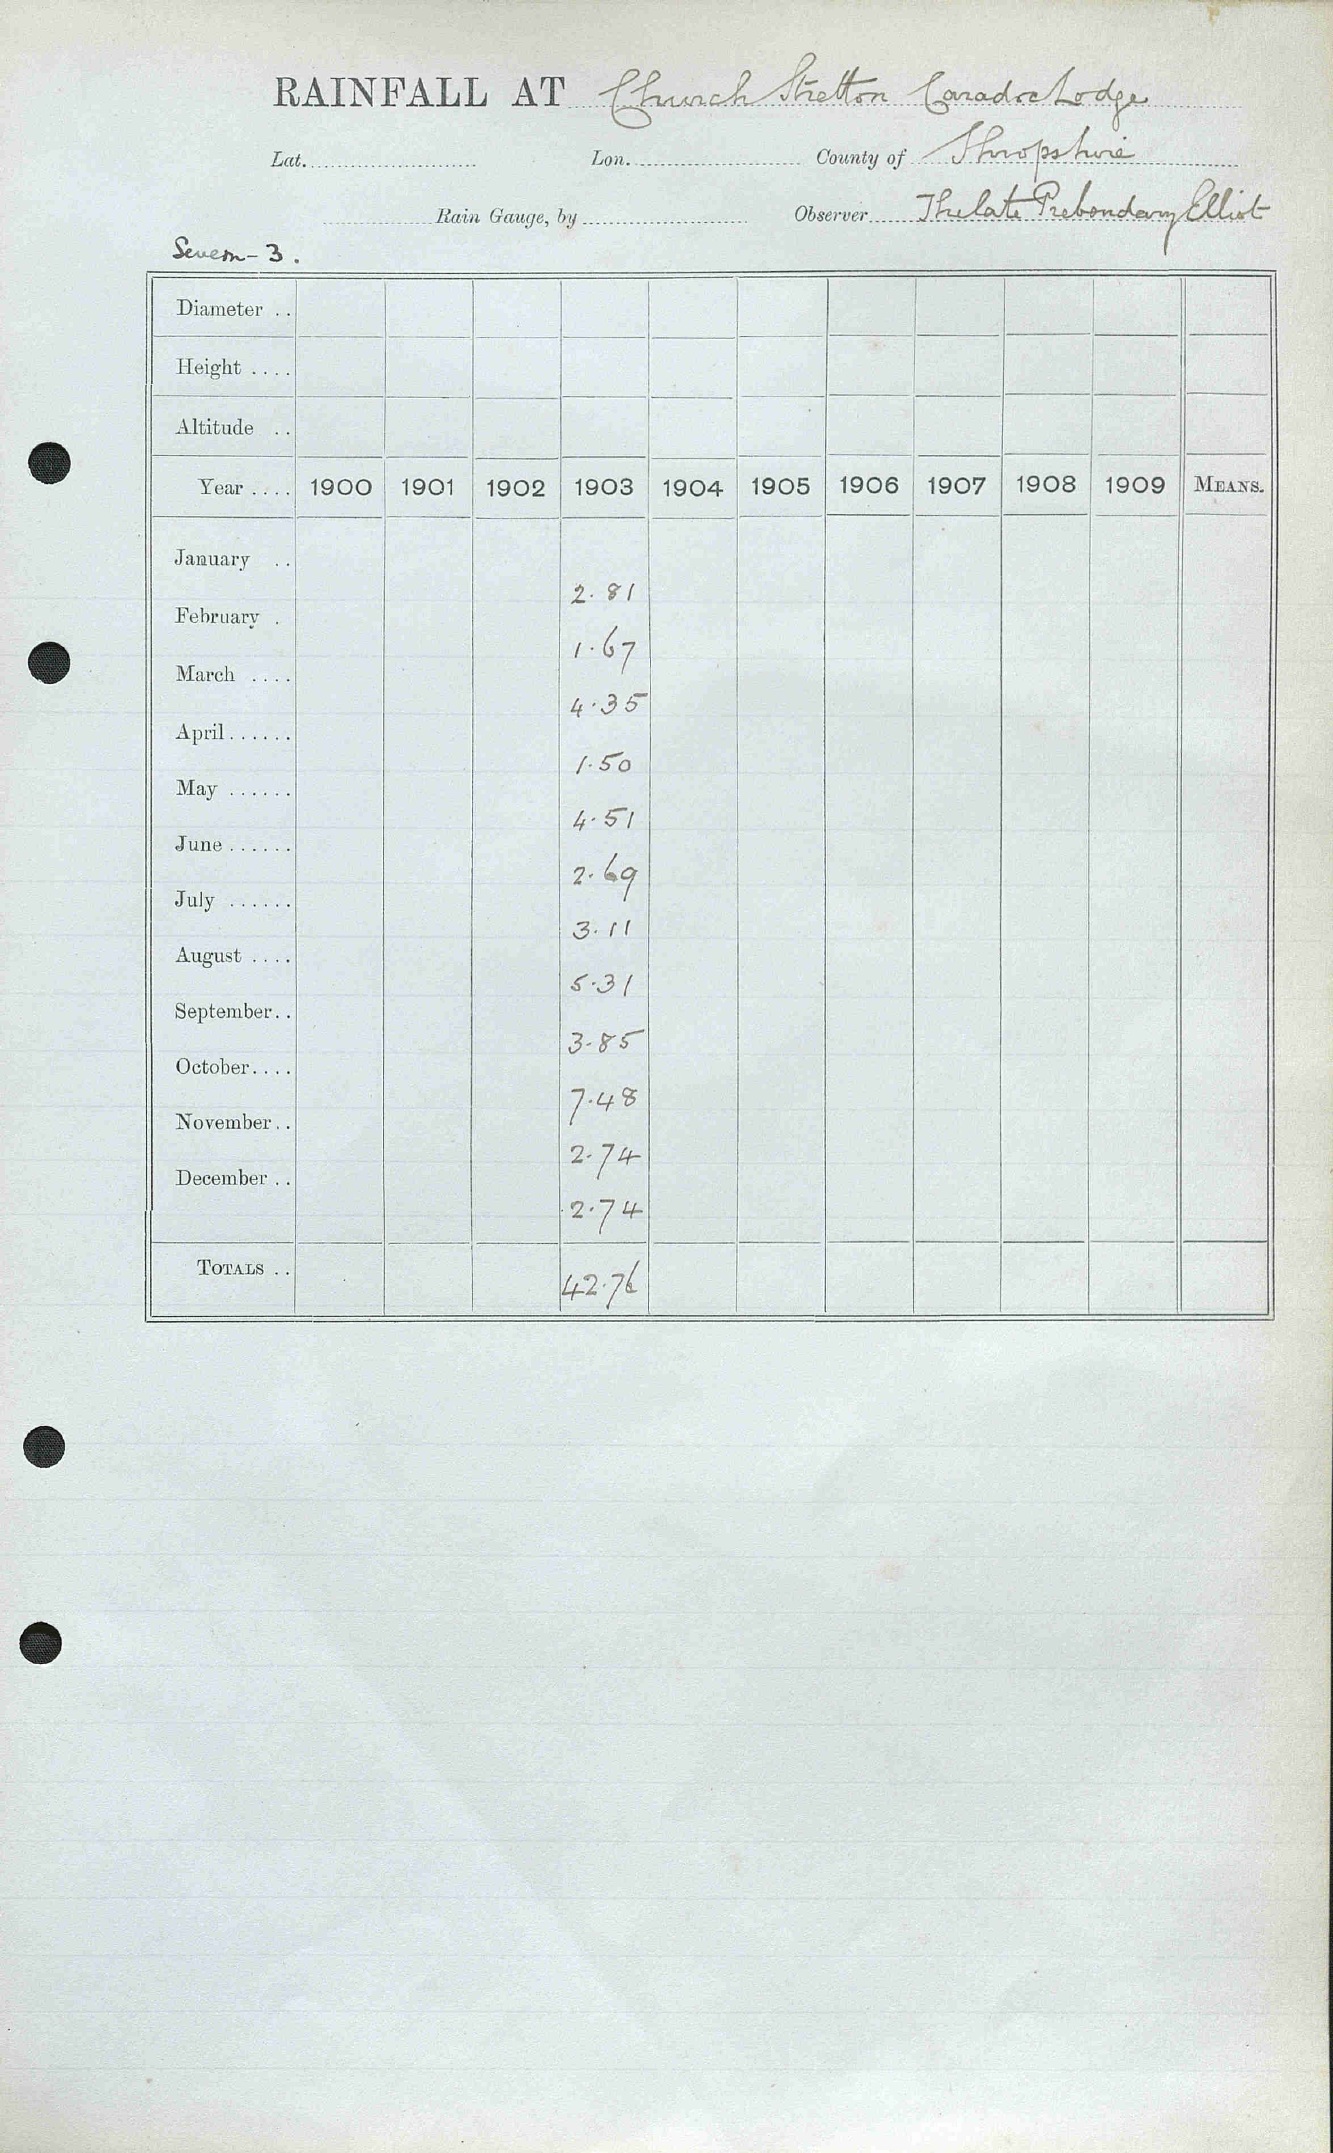 RAINFALL AT Church Stretton Caradoc Lodge
Lat. Lon. County of Shropshire
Rain Gauge, by Observer The late Prebendary Elliot
Severn - 3.
Diameter ..
Height ....
Altitude ..
Year .... 1900 1901 1902 1903 1904 1905 1906 1907 1908 1909 MEANS.
January ..
2.81
February .
1.67
March ....
4.35
April ......
1.50
May ......
4.51
June ......
2.69
July ......
3.11
August ....
5.31
September ..
3.85
October ....
7.48
November ..
2.74
December ..
2.74
TOTALS .. 42.76